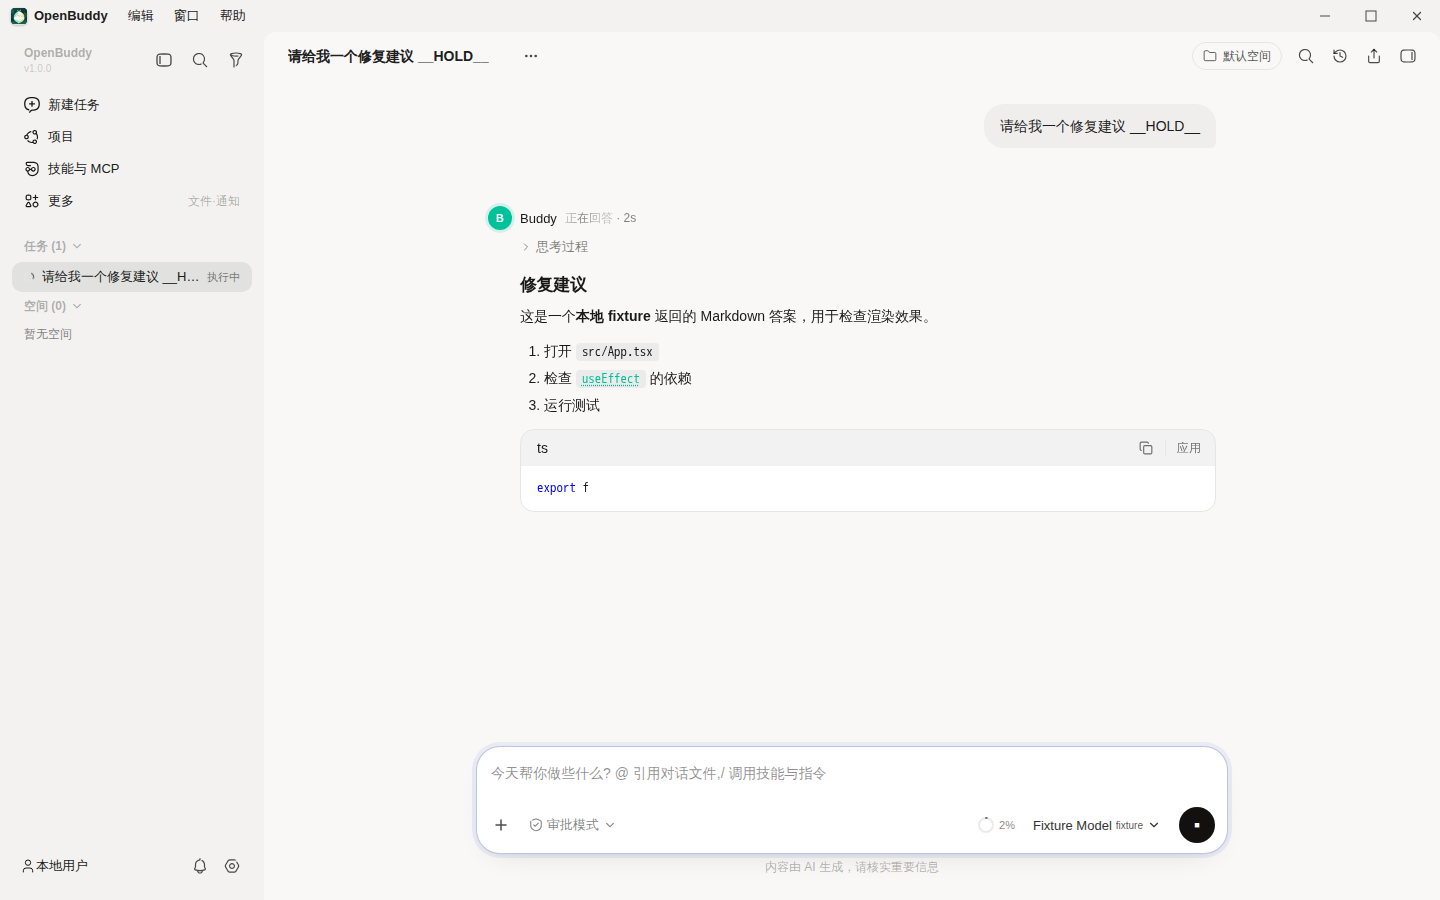 OpenBuddy 编辑 窗口 帮助
OpenBuddy
v1.0.0
新建任务
项目
技能与 MCP
更多 文件·通知
任务 (1)
请给我一个修复建议 __H... 执行中
空间 (0)
暂无空间
本地用户
请给我一个修复建议 __HOLD__
默认空间
请给我一个修复建议 __HOLD__
B Buddy 正在回答 · 2s
思考过程
修复建议
这是一个本地 fixture 返回的 Markdown 答案，用于检查渲染效果。
1. 打开 src/App.tsx
2. 检查 useEffect 的依赖
3. 运行测试
ts 应用
export f
今天帮你做些什么? @ 引用对话文件,/ 调用技能与指令
审批模式 2% Fixture Model fixture
内容由 AI 生成，请核实重要信息